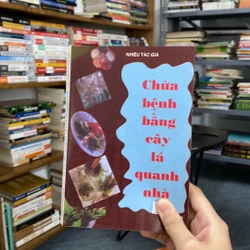 NHIỀU TÁC GIẢ
Chữa
bệnh
bằng
cây
lá
quanh
nhà